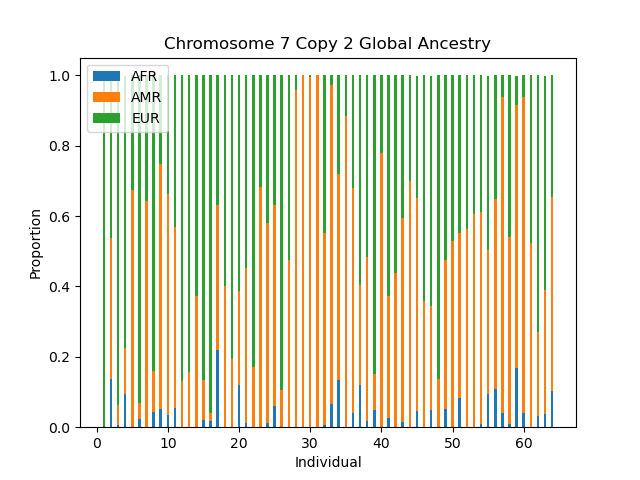 Chromosome 7 Copy 2 Global Ancestry
AFR
AMR
EUR
1.0
0.8
0.6
0.4
0.2
0.0
Proportion
0 10 20 30 40 50 60
Individual